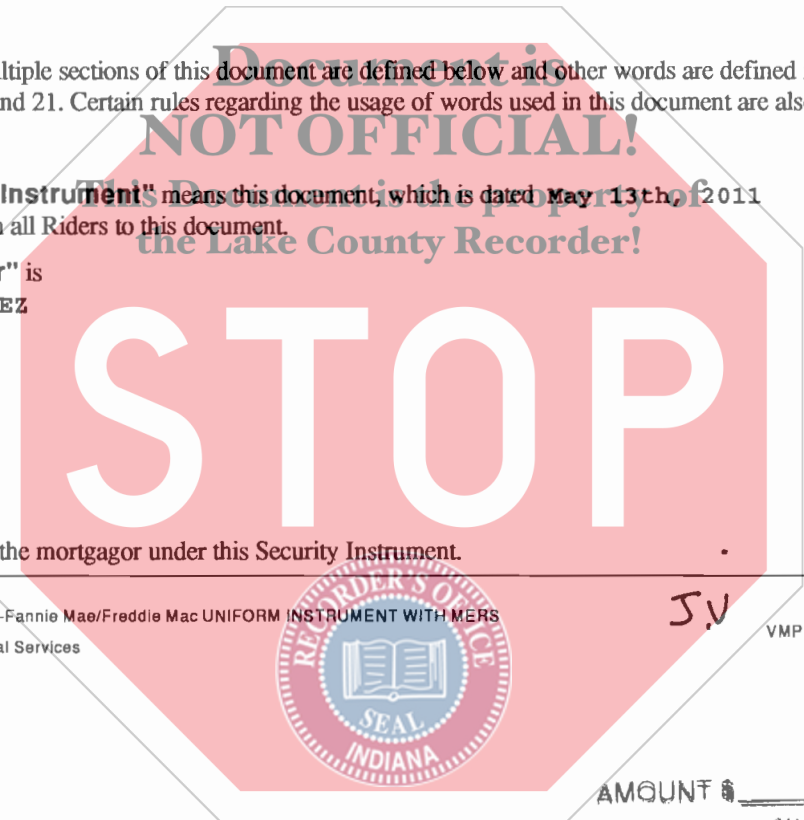 Document is
ltiple sections of this document are defined below and other words are defined
nd 21. Certain rules regarding the usage of words used in this document are als
NOT OFFICIAL!
Instrument" means this document, which is dated May 13th, 2011
This Document is the property of
all Riders to this document.
the Lake County Recorder!
r" is
EZ
STOP
the mortgagor under this Security Instrument.
-Fannie Mae/Freddie Mac UNIFORM INSTRUMENT WITH MERS
J.V
VMP
al Services
RECORDER'S OFFICE
SEAL
INDIANA
AMOUNT $